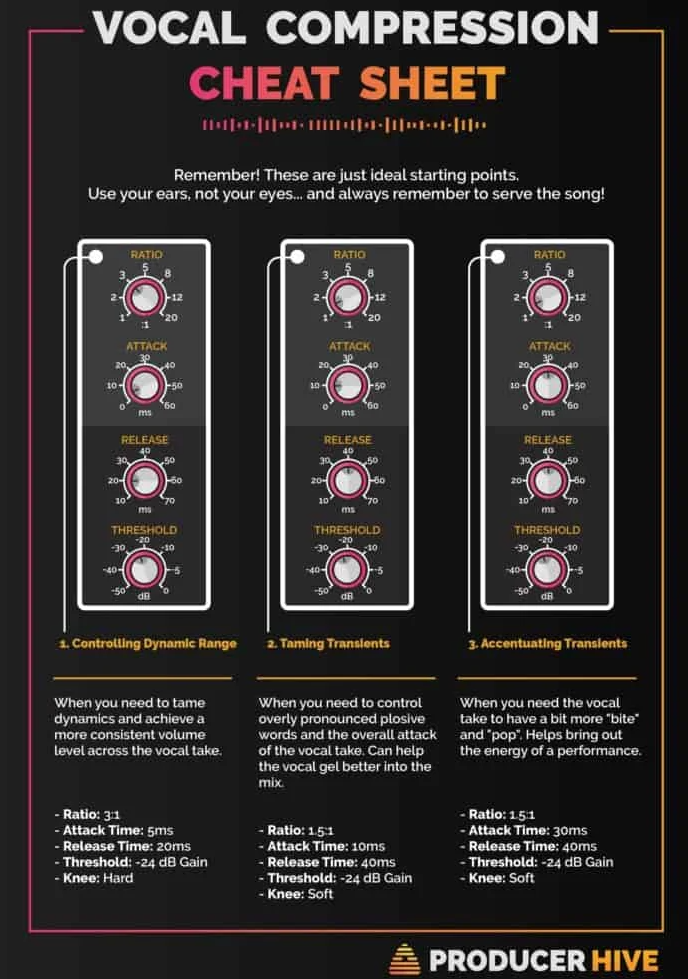 VOCAL COMPRESSION
CHEAT SHEET
Remember! These are just ideal starting points.
Use your ears, not your eyes... and always remember to serve the song!
RATIO
5
3 8
2 12
1 20
:1
ATTACK
30
20 40
10 50
0 60
ms
RELEASE
40
30 50
20 60
10 70
ms
THRESHOLD
-20
-30 -10
-40 -5
-50 0
dB
1. Controlling Dynamic Range
When you need to tame
dynamics and achieve a
more consistent volume
level across the vocal take.
- Ratio: 3:1
- Attack Time: 5ms
- Release Time: 20ms
- Threshold: -24 dB Gain
- Knee: Hard
RATIO
5
3 8
2 12
1 20
:1
ATTACK
30
20 40
10 50
0 60
ms
RELEASE
40
30 50
20 60
10 70
ms
THRESHOLD
-20
-30 -10
-40 -5
-50 0
dB
2. Taming Transients
When you need to control
overly pronounced plosive
words and the overall attack
of the vocal take. Can help
the vocal gel better into the
mix.
- Ratio: 1.5:1
- Attack Time: 10ms
- Release Time: 40ms
- Threshold: -24 dB Gain
- Knee: Soft
RATIO
5
3 8
2 12
1 20
:1
ATTACK
30
20 40
10 50
0 60
ms
RELEASE
40
30 50
20 60
10 70
ms
THRESHOLD
-20
-30 -10
-40 -5
-50 0
dB
3. Accentuating Transients
When you need the vocal
take to have a bit more "bite"
and "pop". Helps bring out
the energy of a performance.
- Ratio: 1.5:1
- Attack Time: 30ms
- Release Time: 40ms
- Threshold: -24 dB Gain
- Knee: Soft
PRODUCER HIVE